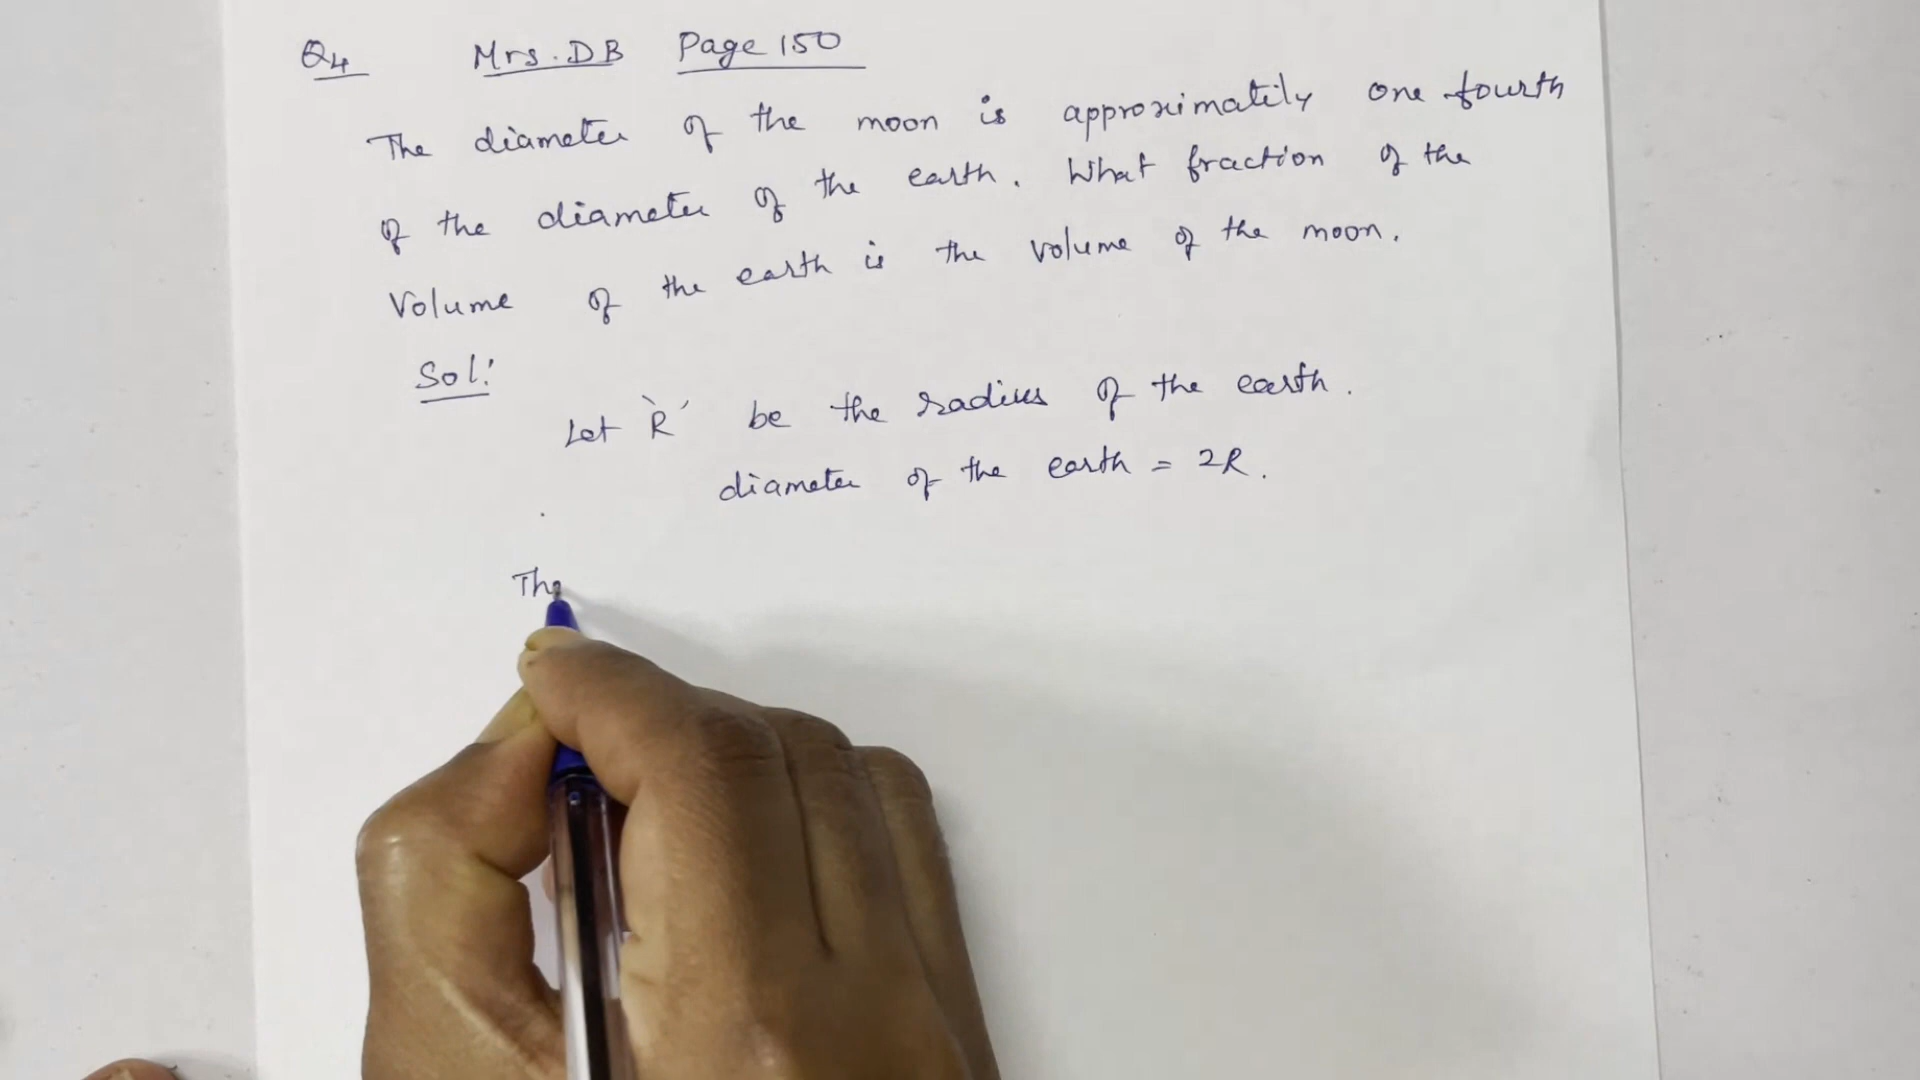 Q4 Mrs. DB Page 150
The diameter of the moon is approximately one fourth
of the diameter of the earth. What fraction of the
Volume of the earth is the volume of the moon.
Sol:
Let `R´ be the radius of the earth.
diameter of the earth = 2R.
The